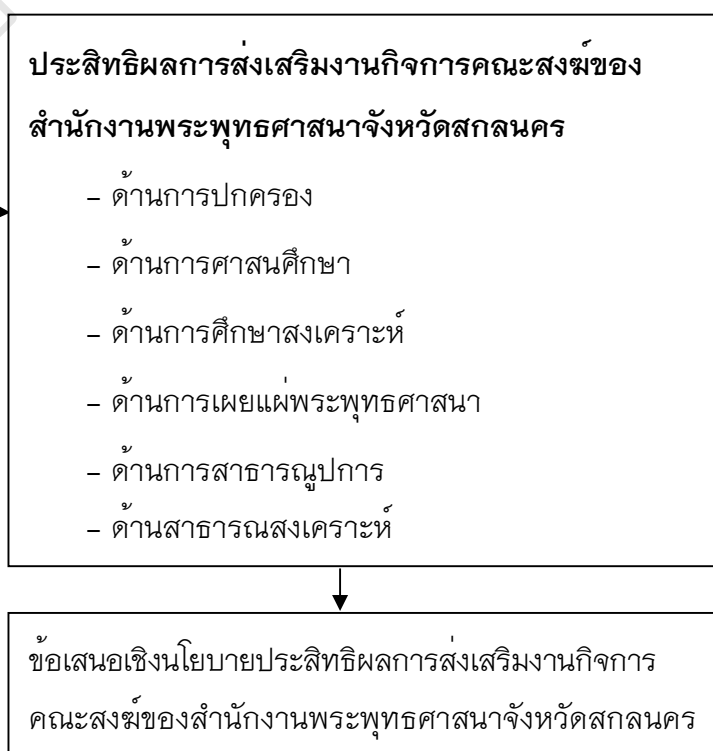 ประสิทธิผลการส่งเสริมงานกิจการคณะสงฆ์ของ
สำนักงานพระพุทธศาสนาจังหวัดสกลนคร
– ด้านการปกครอง
– ด้านการศาสนศึกษา
– ด้านการศึกษาสงเคราะห์
– ด้านการเผยแผ่พระพุทธศาสนา
– ด้านการสาธารณูปการ
– ด้านสาธารณสงเคราะห์
ข้อเสนอเชิงนโยบายประสิทธิผลการส่งเสริมงานกิจการ
คณะสงฆ์ของสำนักงานพระพุทธศาสนาจังหวัดสกลนคร